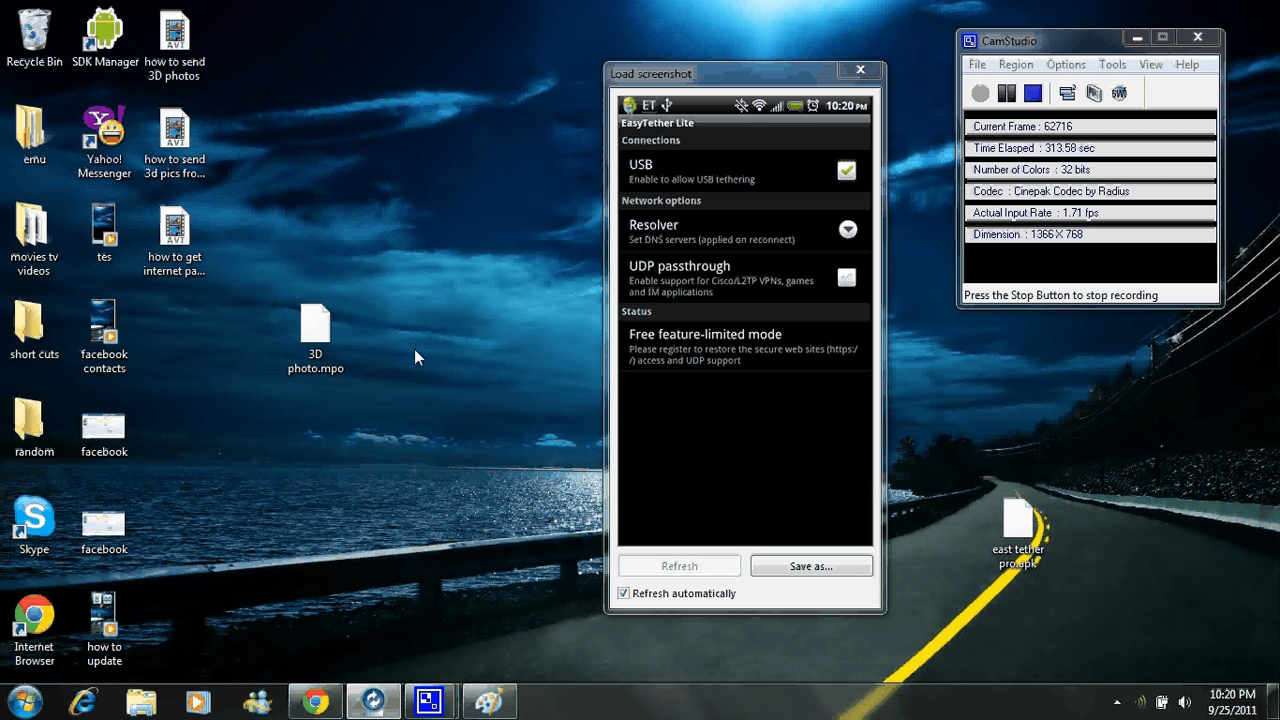 Recycle Bin
SDK Manager
how to send
3D photos
emu
Yahoo!
Messenger
how to send
3d pics fro...
movies tv
videos
tes
how to get
internet pa...
short cuts
facebook
contacts
3D
photo.mpo
random
facebook
Skype
facebook
Internet
Browser
how to
update
Load screenshot
ET
10:20 PM
EasyTether Lite
Connections
USB
Enable to allow USB tethering
Network options
Resolver
Set DNS servers (applied on reconnect)
UDP passthrough
Enable support for Cisco/L2TP VPNs, games
and IM applications
Status
Free feature-limited mode
Please register to restore the secure web sites (https:/
/) access and UDP support
Refresh
Save as...
Refresh automatically
CamStudio
File Region Options Tools View Help
Current Frame : 62716
Time Elasped : 313.58 sec
Number of Colors : 32 bits
Codec : Cinepak Codec by Radius
Actual Input Rate : 1.71 fps
Dimension : 1366 X 768
Press the Stop Button to stop recording
east tether
pro.apk
10:20 PM
9/25/2011